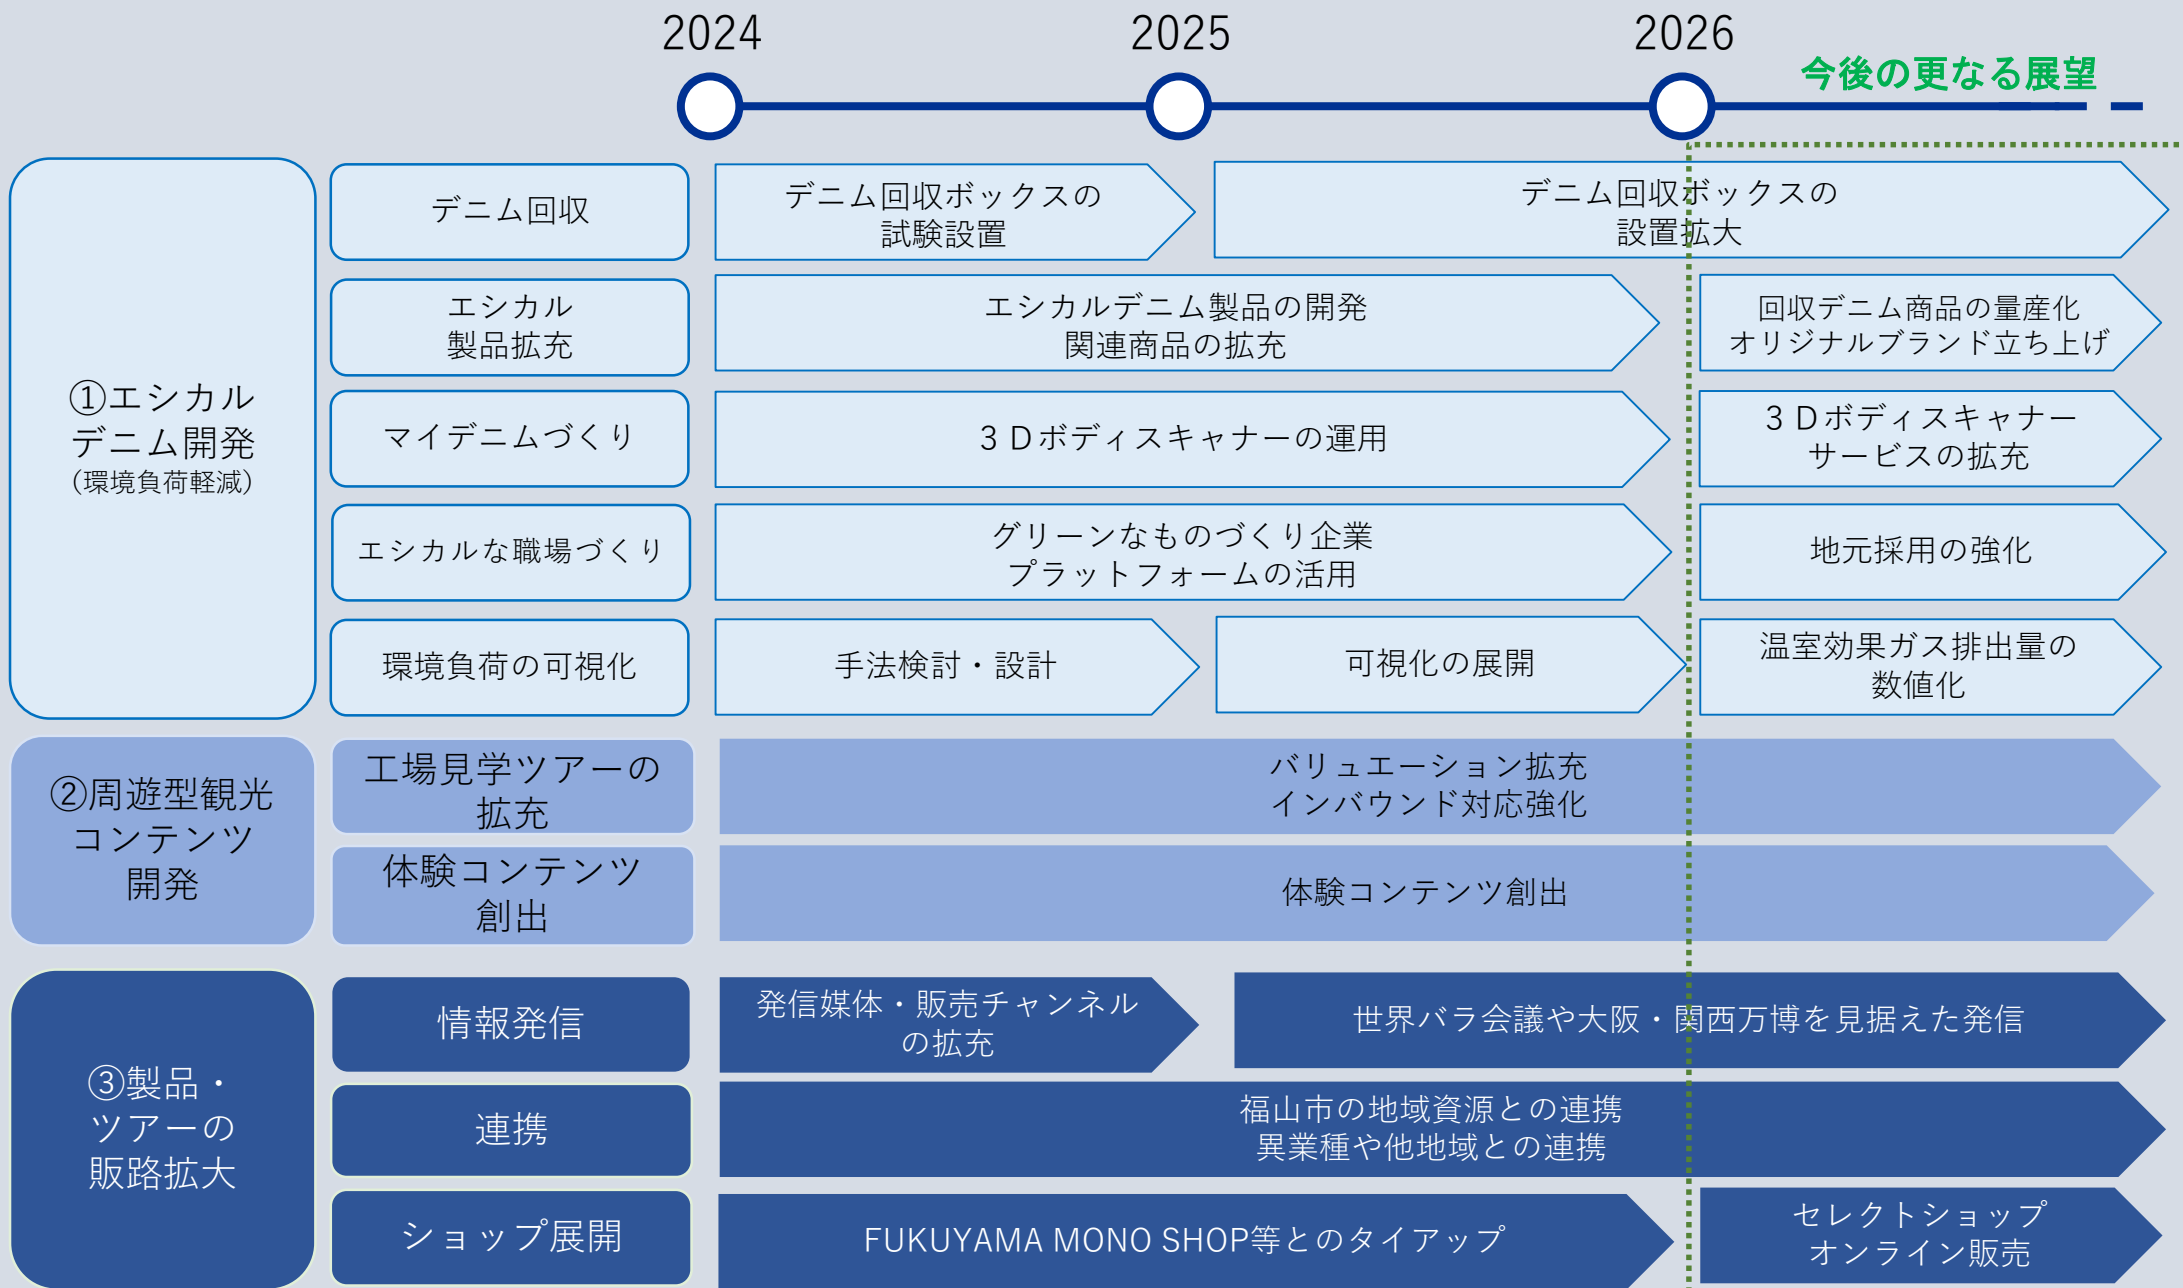 2024
2025
2026
今後の更なる展望
①エシカル
デニム開発
（環境負荷軽減）
デニム回収
デニム回収ボックスの
試験設置
デニム回収ボックスの
設置拡大
エシカル
製品拡充
エシカルデニム製品の開発
関連商品の拡充
回収デニム商品の量産化
オリジナルブランド立ち上げ
マイデニムづくり
３Ｄボディスキャナーの運用
３Ｄボディスキャナー
サービスの拡充
エシカルな職場づくり
グリーンなものづくり企業
プラットフォームの活用
地元採用の強化
環境負荷の可視化
手法検討・設計
可視化の展開
温室効果ガス排出量の
数値化
②周遊型観光
コンテンツ
開発
工場見学ツアーの
拡充
バリュエーション拡充
インバウンド対応強化
体験コンテンツ
創出
体験コンテンツ創出
③製品・
ツアーの
販路拡大
情報発信
発信媒体・販売チャンネル
の拡充
世界バラ会議や大阪・関西万博を見据えた発信
連携
福山市の地域資源との連携
異業種や他地域との連携
ショップ展開
FUKUYAMA MONO SHOP等とのタイアップ
セレクトショップ
オンライン販売